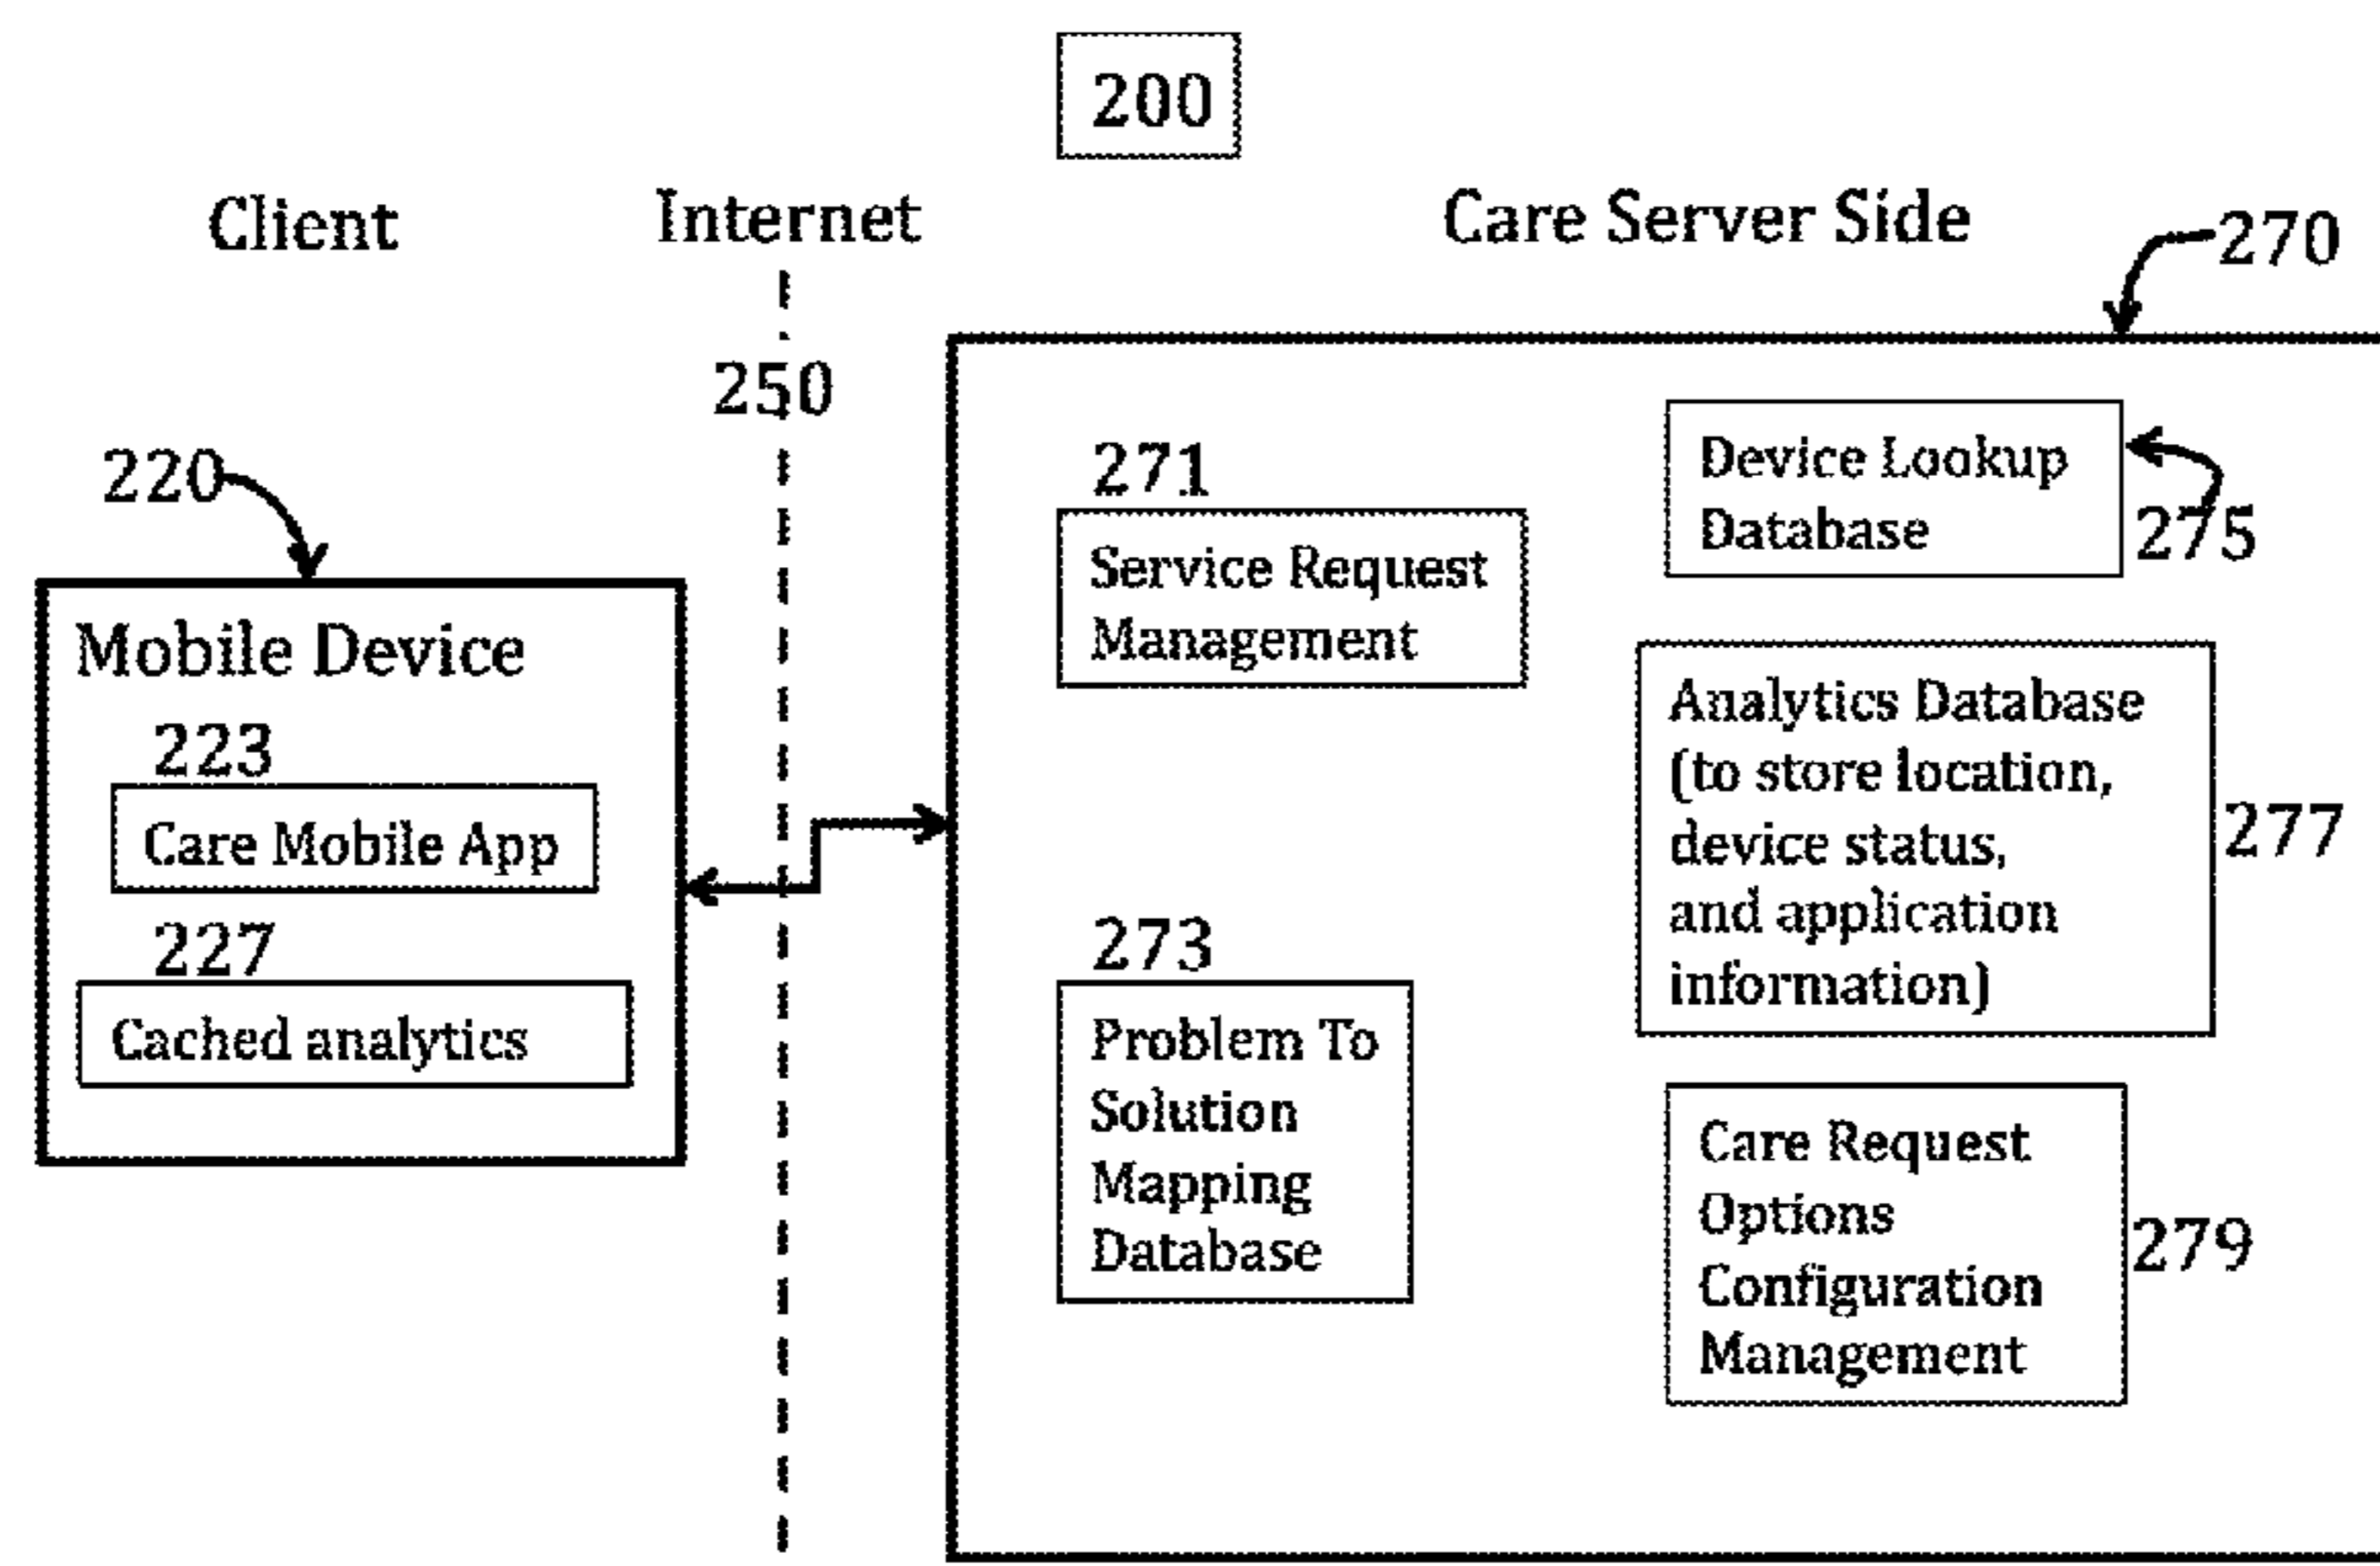 200
Client
Internet
Care Server Side
270
250
220
Mobile Device
223
Care Mobile App
227
Cached analytics
271
Service Request
Management
273
Problem To
Solution
Mapping
Database
Device Lookup
Database
275
Analytics Database
(to store location,
device status,
and application
information)
277
Care Request
Options
Configuration
Management
279